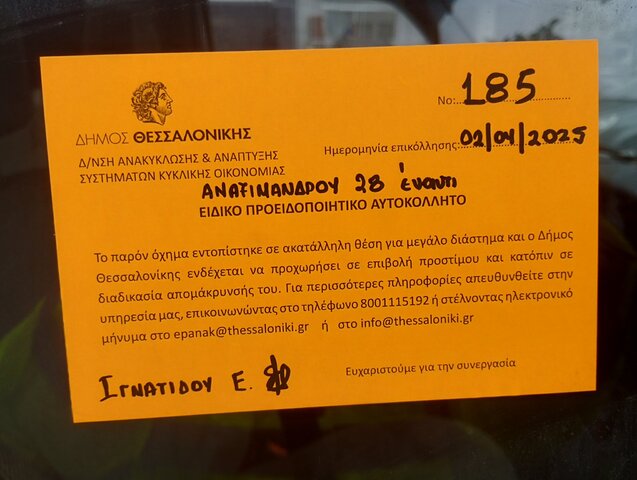 Νο:185
ΔΗΜΟΣ ΘΕΣΣΑΛΟΝΙΚΗΣ
Ημερομηνία επικόλλησης:02/04/2025
Δ/ΝΣΗ ΑΝΑΚΥΚΛΩΣΗΣ & ΑΝΑΠΤΥΞΗΣ
ΣΥΣΤΗΜΑΤΩΝ ΚΥΚΛΙΚΗΣ ΟΙΚΟΝΟΜΙΑΣ
ΑΝΑΞΙΜΑΝΔΡΟΥ 28 έναντι
ΕΙΔΙΚΟ ΠΡΟΕΙΔΟΠΟΙΗΤΙΚΟ ΑΥΤΟΚΟΛΛΗΤΟ
Το παρόν όχημα εντοπίστηκε σε ακατάλληλη θέση για μεγάλο διάστημα και ο Δήμος
Θεσσαλονίκης ενδέχεται να προχωρήσει σε επιβολή προστίμου και κατόπιν σε
διαδικασία απομάκρυνσής του. Για περισσότερες πληροφορίες απευθυνθείτε στην
υπηρεσία μας, επικοινωνώντας στο τηλέφωνο 8001115192 ή στέλνοντας ηλεκτρονικό
μήνυμα στο epanak@thessaloniki.gr ή στο info@thessaloniki.gr
Ευχαριστούμε για την συνεργασία
ΙΓΝΑΤΙΔΟΥ Ε.